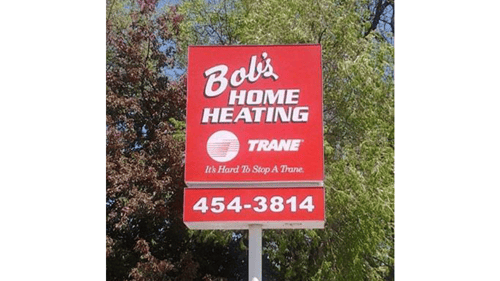 Bob's
HOME
HEATING
TRANE
It's Hard To Stop A Trane.
454-3814